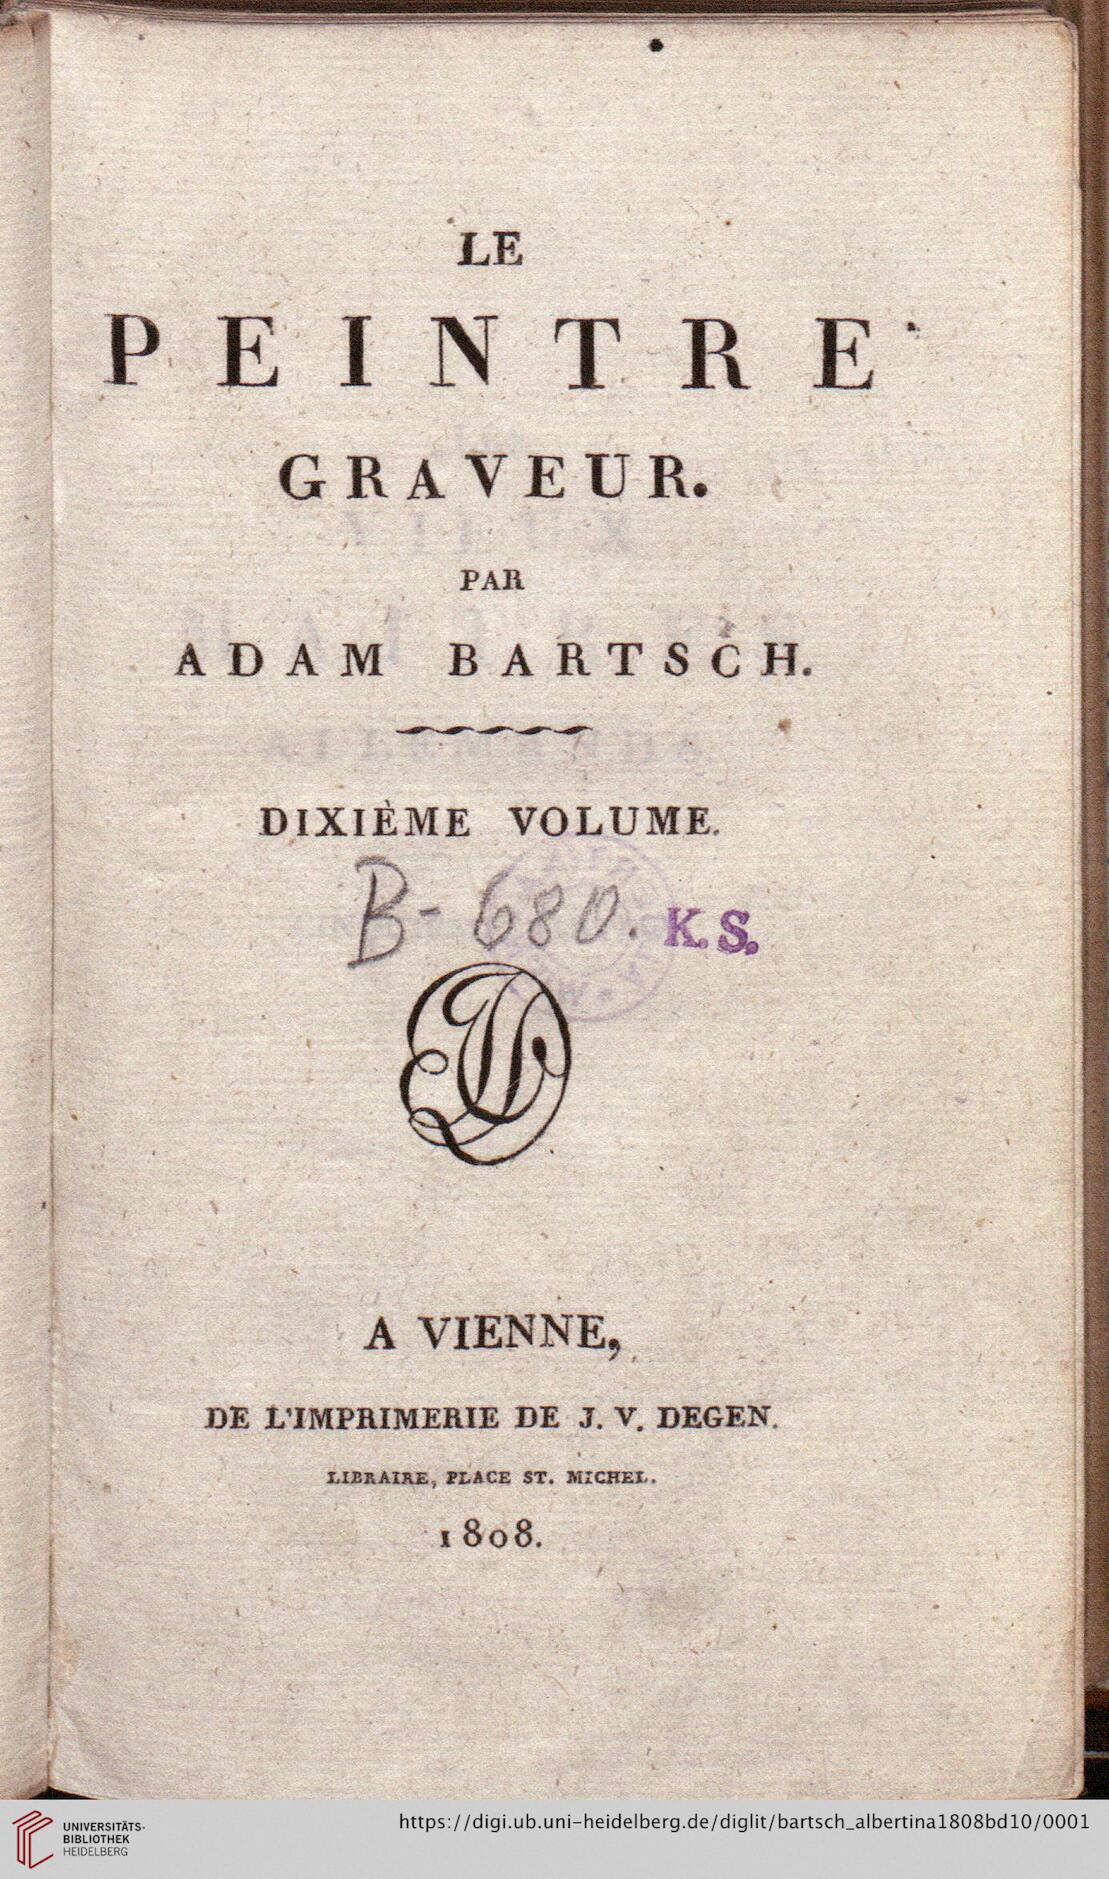 LE
PEINTRE
GRAVEUR.
PAR
ADAM BARTSCH.
DIXIÈME VOLUME.
B-680. K.S.
A VIENNE,
DE L'IMPRIMERIE DE J. V. DEGEN.
LIBRAIRE, PLACE ST. MICHEL.
1808.
UNIVERSITÄTS-
BIBLIOTHEK
HEIDELBERG
https://digi.ub.uni-heidelberg.de/diglit/bartsch_albertina1808bd10/0001